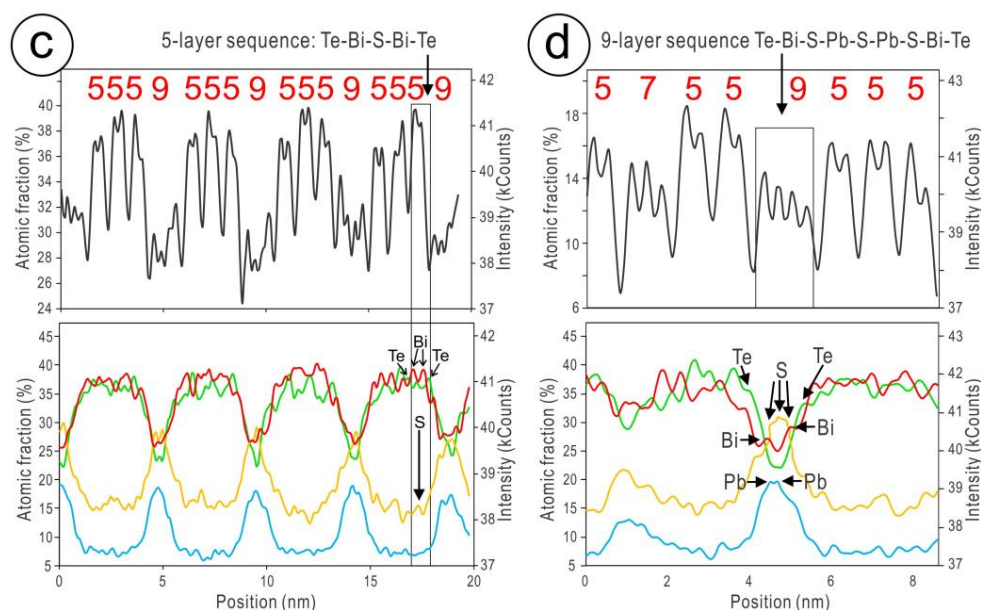 c
5-layer sequence: Te-Bi-S-Bi-Te
555 9 555 9 555 9 5559
Atomic fraction (%)
40
38
36
34
32
30
28
26
24
42
41
40
39
38
37
Intensity (kCounts)
Atomic fraction (%)
45
40
35
30
25
20
15
10
5
Te Bi Te
S
42
41
40
39
38
37
Intensity (kCounts)
0 5 10 15 20
Position (nm)
d
9-layer sequence Te-Bi-S-Pb-S-Pb-S-Bi-Te
5 7 5 5 9 5 5 5
Atomic fraction (%)
18
14
12
10
6
43
42
41
40
39
38
37
Intensity (kCounts)
Atomic fraction (%)
45
40
35
30
25
22
20
15
10
5
Te S Te
Bi Bi
Pb Pb
43
42
41
40
39
38
37
Intensity (kCounts)
0 2 4 6 8
Position (nm)